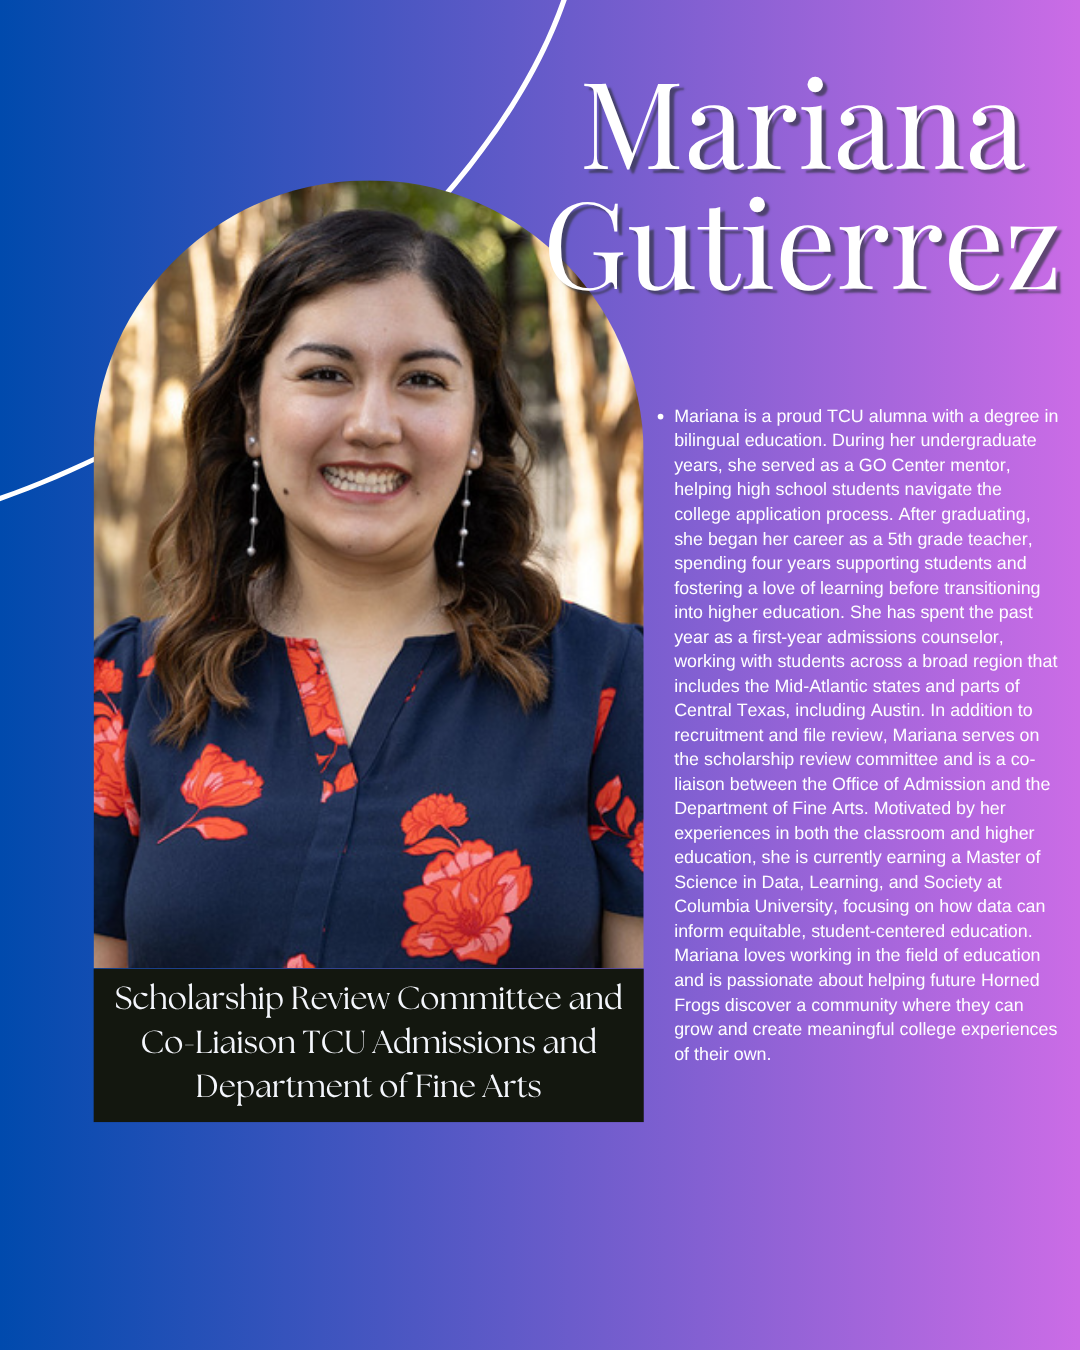 Mariana
Gutierrez
• Mariana is a proud TCU alumna with a degree in
bilingual education. During her undergraduate
years, she served as a GO Center mentor,
helping high school students navigate the
college application process. After graduating,
she began her career as a 5th grade teacher,
spending four years supporting students and
fostering a love of learning before transitioning
into higher education. She has spent the past
year as a first-year admissions counselor,
working with students across a broad region that
includes the Mid-Atlantic states and parts of
Central Texas, including Austin. In addition to
recruitment and file review, Mariana serves on
the scholarship review committee and is a co-
liaison between the Office of Admission and the
Department of Fine Arts. Motivated by her
experiences in both the classroom and higher
education, she is currently earning a Master of
Science in Data, Learning, and Society at
Columbia University, focusing on how data can
inform equitable, student-centered education.
Mariana loves working in the field of education
and is passionate about helping future Horned
Frogs discover a community where they can
grow and create meaningful college experiences
of their own.
Scholarship Review Committee and
Co-Liaison TCU Admissions and
Department of Fine Arts